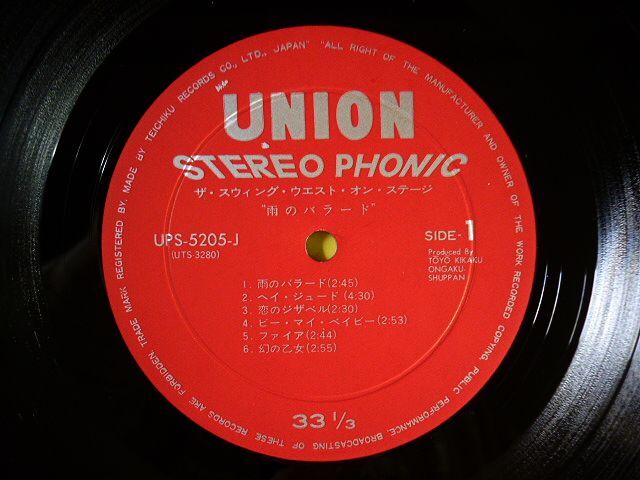 UNION
STEREO PHONIC
ザ・スウィング・ウエスト・オン・ステージ
"雨のバラード"
UPS-5205-J
(UTS-3280)
SIDE-1
Produced By
TOYO KIKAKU
ONGAKU-
SHUPPAN
1. 雨のバラード(2:45)
2. ヘイ・ジュード(4:30)
3. 恋のジザベル(2:30)
4. ビー・マイ・ベイビー(2:53)
5. ファイア(2:44)
6. 幻の乙女(2:55)
33 1/3
TRADE MARK REGISTERED. MADE BY TEICHIKU RECORDS CO., LTD., JAPAN" "ALL RIGHT OF THE MANUFACTURER AND OWNER OF THE WORK RECORDED COPYING, PUBLIC PERFORMANCE, BROADCASTING OF THESE RECORDS ARE FORBIDDEN.